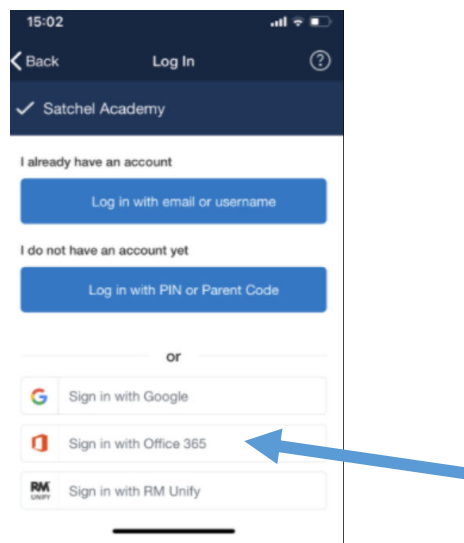 15:02
Back Log In ?
Satchel Academy
I already have an account
Log in with email or username
I do not have an account yet
Log in with PIN or Parent Code
or
G Sign in with Google
Sign in with Office 365
RM UNIFY Sign in with RM Unify